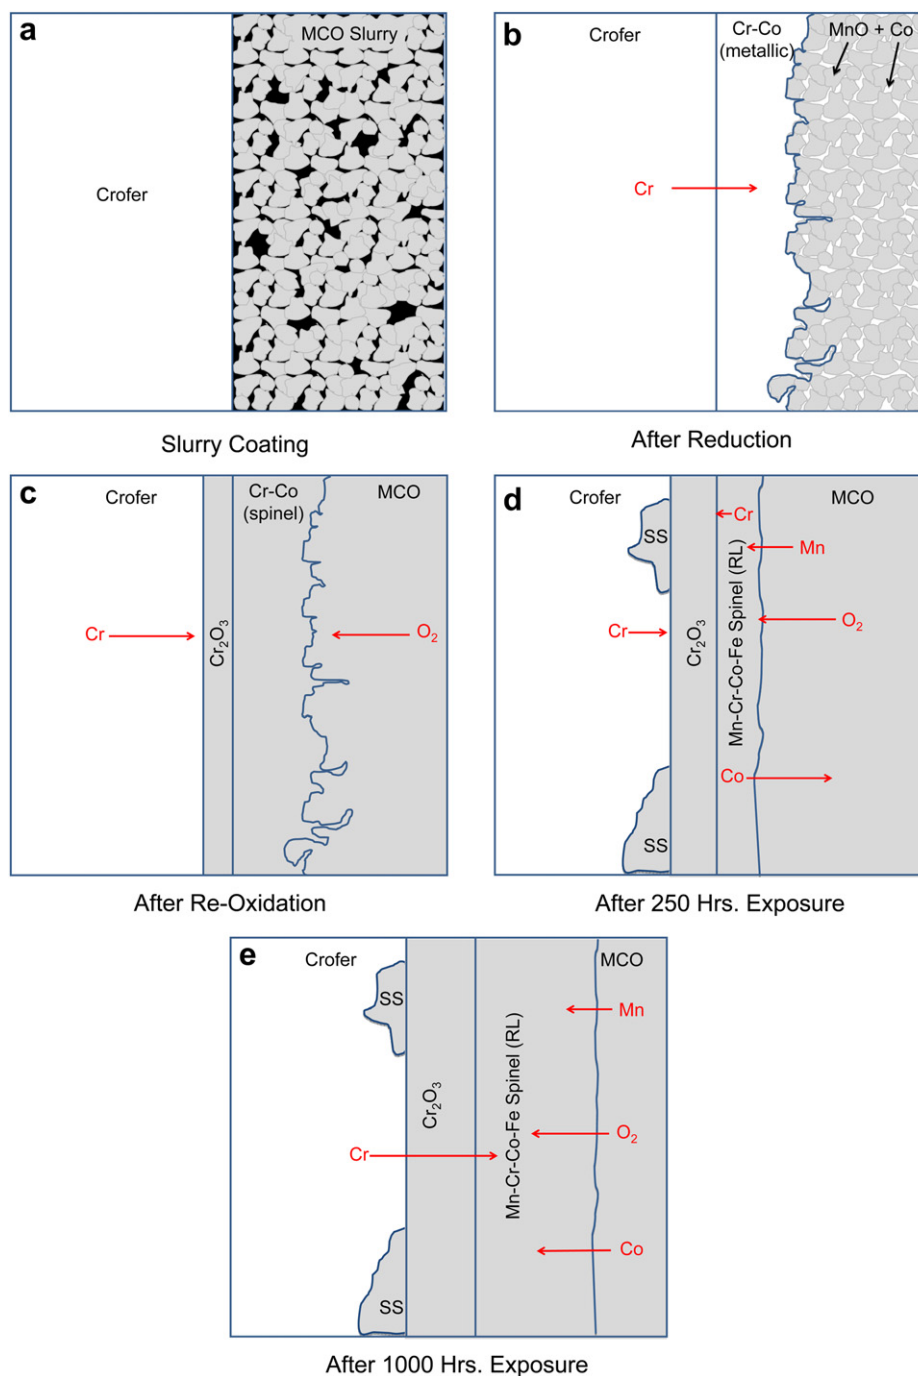 a
MCO Slurry
Crofer
Slurry Coating
b
Crofer
Cr-Co
(metallic)
MnO + Co
Cr
After Reduction
c
Crofer
Cr-Co
(spinel)
MCO
Cr
Cr₂O₃
O₂
After Re-Oxidation
d
Crofer
MCO
SS
Cr
Mn
Cr
Cr₂O₃
Mn-Cr-Co-Fe Spinel (RL)
O₂
Co
SS
After 250 Hrs. Exposure
e
Crofer
MCO
SS
Mn
Cr₂O₃
Mn-Cr-Co-Fe Spinel (RL)
O₂
Cr
Co
SS
After 1000 Hrs. Exposure